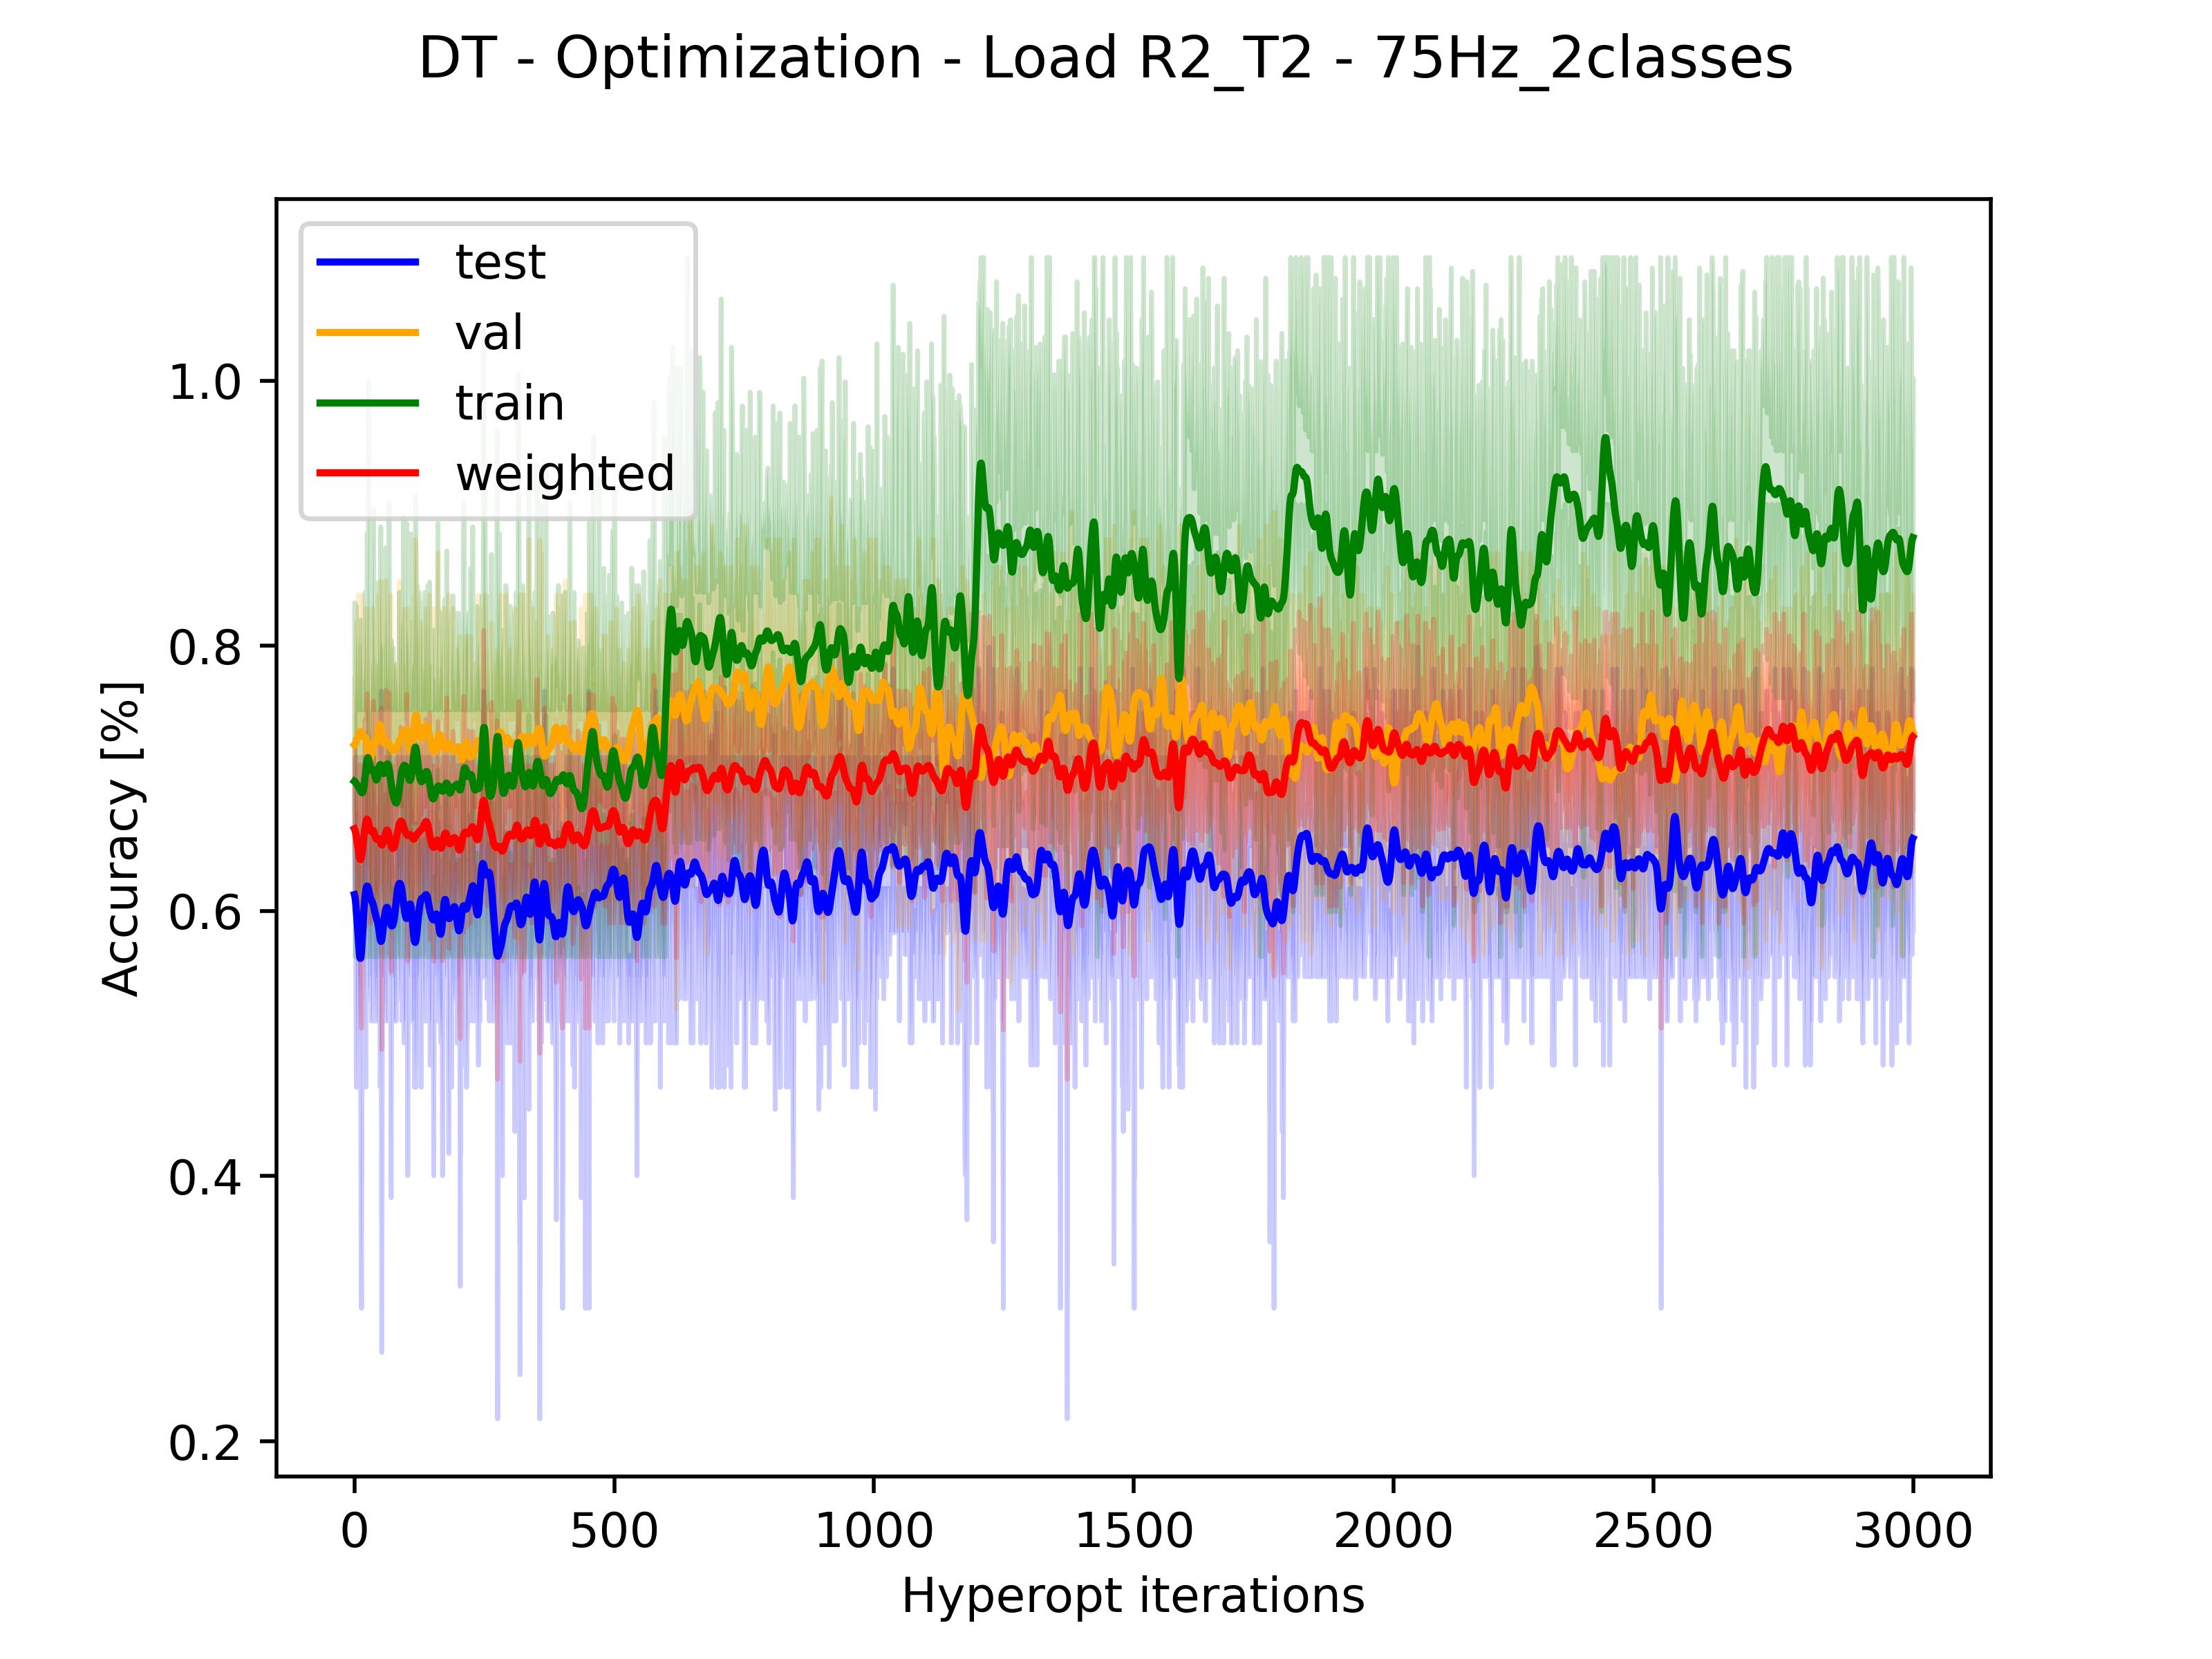 DT - Optimization - Load R2_T2 - 75Hz_2classes
test
val
train
weighted
1.0
0.8
0.6
0.4
0.2
Accuracy [%]
0 500 1000 1500 2000 2500 3000
Hyperopt iterations